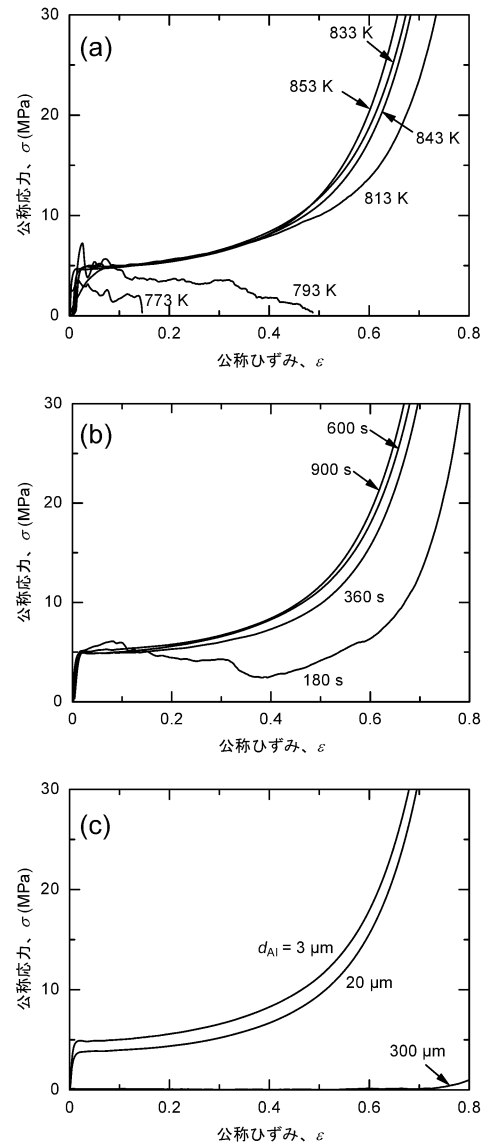 (a)
30
20
10
0
公称応力、σ(MPa)
833 K
853 K
843 K
813 K
793 K
773 K
0
0.2
0.4
0.6
0.8
公称ひずみ、ε
(b)
30
20
10
0
公称応力、σ(MPa)
600 s
900 s
360 s
180 s
0
0.2
0.4
0.6
0.8
公称ひずみ、ε
(c)
30
20
10
0
公称応力、σ(MPa)
dAl = 3 μm
20 μm
300 μm
0
0.2
0.4
0.6
0.8
公称ひずみ、ε